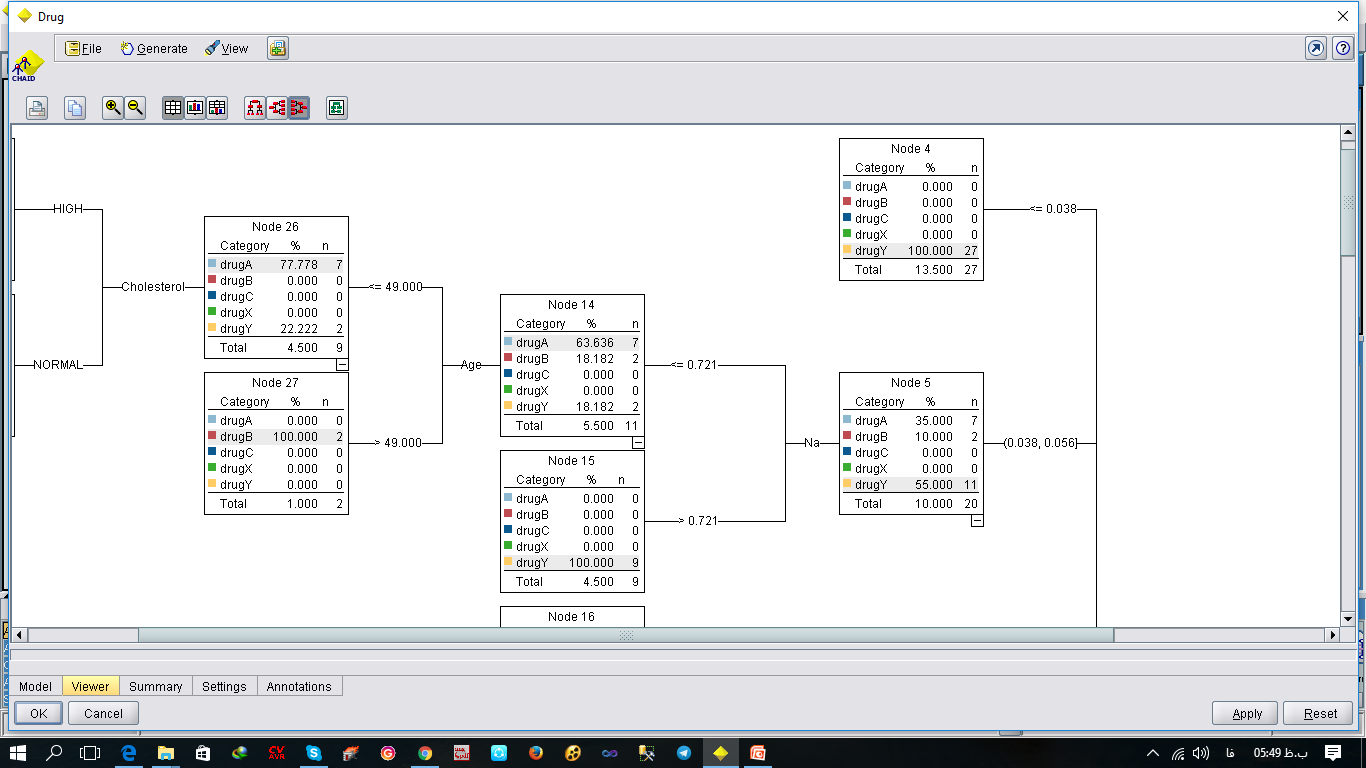 Drug
File Generate View
CHAID
HIGH
NORMAL
Cholesterol
Node 26
Category % n
drugA 77.778 7
drugB 0.000 0
drugC 0.000 0
drugX 0.000 0
drugY 22.222 2
Total 4.500 9
<= 49.000
Node 27
Category % n
drugA 0.000 0
drugB 100.000 2
drugC 0.000 0
drugX 0.000 0
drugY 0.000 0
Total 1.000 2
> 49.000
Age
Node 14
Category % n
drugA 63.636 7
drugB 18.182 2
drugC 0.000 0
drugX 0.000 0
drugY 18.182 2
Total 5.500 11
<= 0.721
Node 15
Category % n
drugA 0.000 0
drugB 0.000 0
drugC 0.000 0
drugX 0.000 0
drugY 100.000 9
Total 4.500 9
> 0.721
Node 16
Na
Node 4
Category % n
drugA 0.000 0
drugB 0.000 0
drugC 0.000 0
drugX 0.000 0
drugY 100.000 27
Total 13.500 27
<= 0.038
Node 5
Category % n
drugA 35.000 7
drugB 10.000 2
drugC 0.000 0
drugX 0.000 0
drugY 55.000 11
Total 10.000 20
(0.038, 0.056]
Model Viewer Summary Settings Annotations
OK Cancel Apply Reset
فا 05:49 ب.ظ